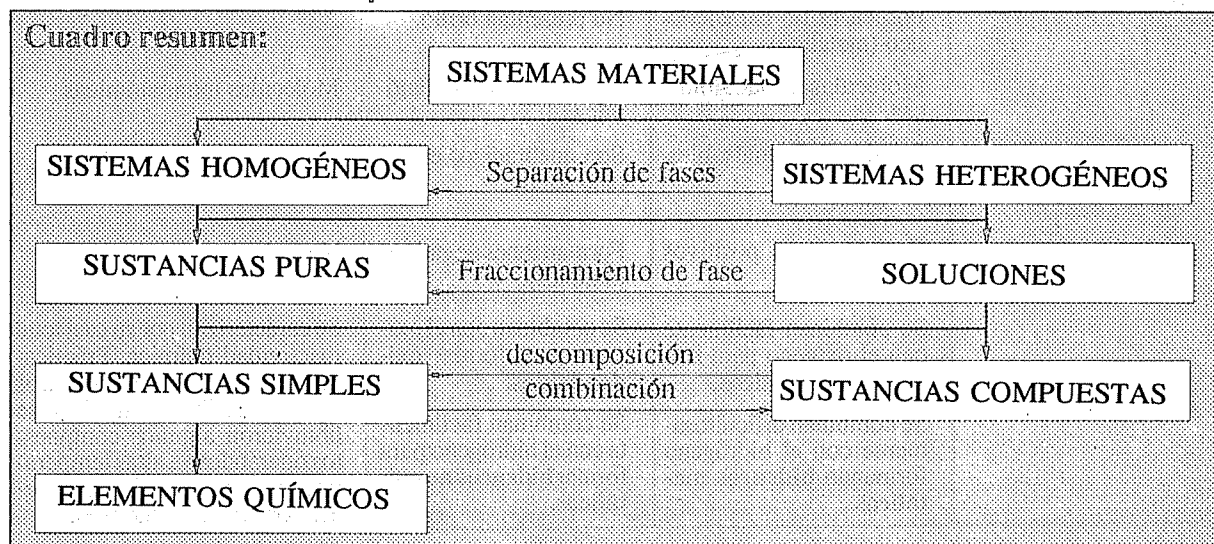 Cuadro resumen:
SISTEMAS MATERIALES
SISTEMAS HOMOGÉNEOS
Separación de fases
SISTEMAS HETEROGÉNEOS
SUSTANCIAS PURAS
Fraccionamiento de fase
SOLUCIONES
descomposición
SUSTANCIAS SIMPLES
combinación
SUSTANCIAS COMPUESTAS
ELEMENTOS QUÍMICOS